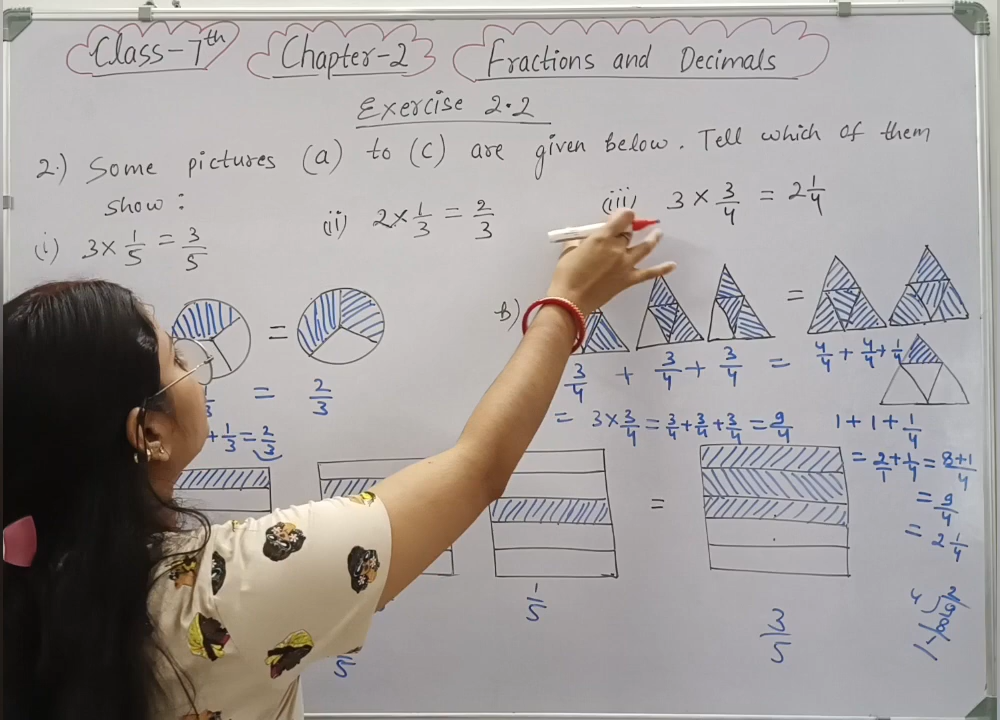 Class-7th Chapter-2 Fractions and Decimals
Exercise 2.2
2.) Some pictures (a) to (c) are given below. Tell which of them
show:
(i) 3 × 1/5 = 3/5 (ii) 2 × 1/3 = 2/3 (iii) 3 × 3/4 = 2 1/4
= B) =
= 2/3 3/4 + 3/4 + 3/4 = 4/4 + 4/4 + 1/4
+ 1/3 = 2/3 = 3 × 3/4 = 3/4 + 3/4 + 3/4 = 9/4 1 + 1 + 1/4
= 2/1 + 1/4 = 8+1/4
= = 9/4
= 2 1/4
1/5 3/5